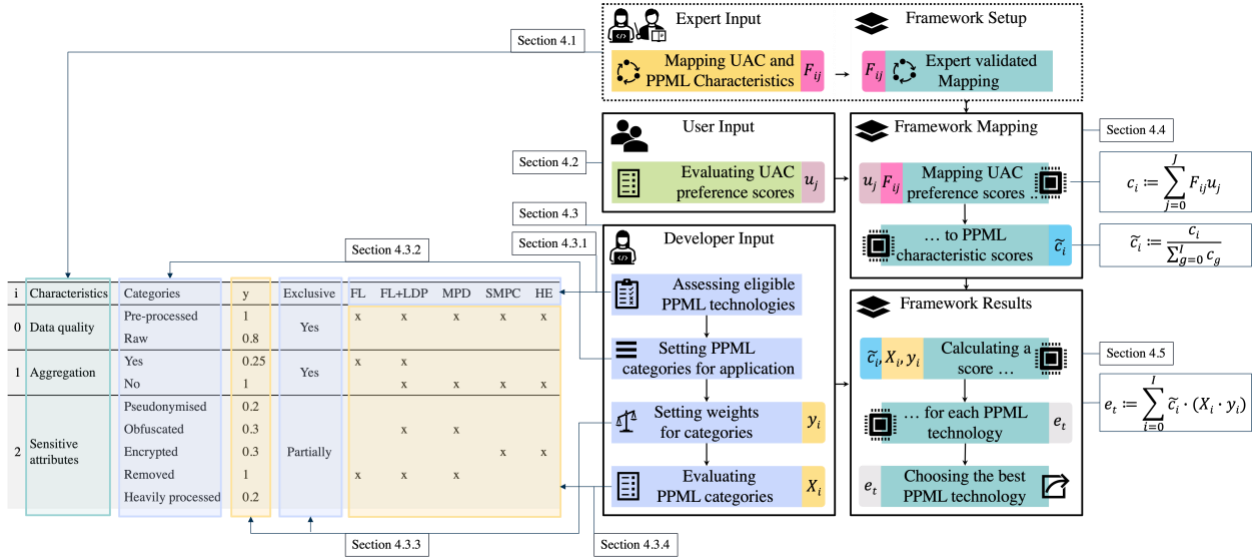 Expert Input
Framework Setup
Section 4.1
Mapping UAC and
PPML Characteristics
F_ij
F_ij
Expert validated
Mapping
User Input
Framework Mapping
Section 4.4
Section 4.2
Evaluating UAC
preference scores
u_j
u_j F_ij
Mapping UAC
preference scores ..
c_i ≔ ∑_{j=0}^{J} F_ij u_j
Section 4.3
Section 4.3.1
Section 4.3.2
Developer Input
… to PPML
characteristic scores
c̃_i
c̃_i ≔ c_i / ∑_{g=0}^{I} c_g
Assessing eligible
PPML technologies
Framework Results
Setting PPML
categories for application
c̃_i, X_i, y_i
Calculating a
score …
Section 4.5
Setting weights
for categories
y_i
… for each PPML
technology
e_t
e_t ≔ ∑_{i=0}^{I} c̃_i · (X_i · y_i)
Evaluating
PPML categories
X_i
e_t
Choosing the best
PPML technology
i Characteristics Categories y Exclusive FL FL+LDP MPD SMPC HE
0 Data quality Pre-processed 1 Yes x x x x x
Raw 0.8
1 Aggregation Yes 0.25 Yes x x
No 1 x x x x
2 Sensitive attributes Pseudonymised 0.2 Partially
Obfuscated 0.3 x x
Encrypted 0.3 x x
Removed 1 x x x
Heavily processed 0.2
Section 4.3.3
Section 4.3.4